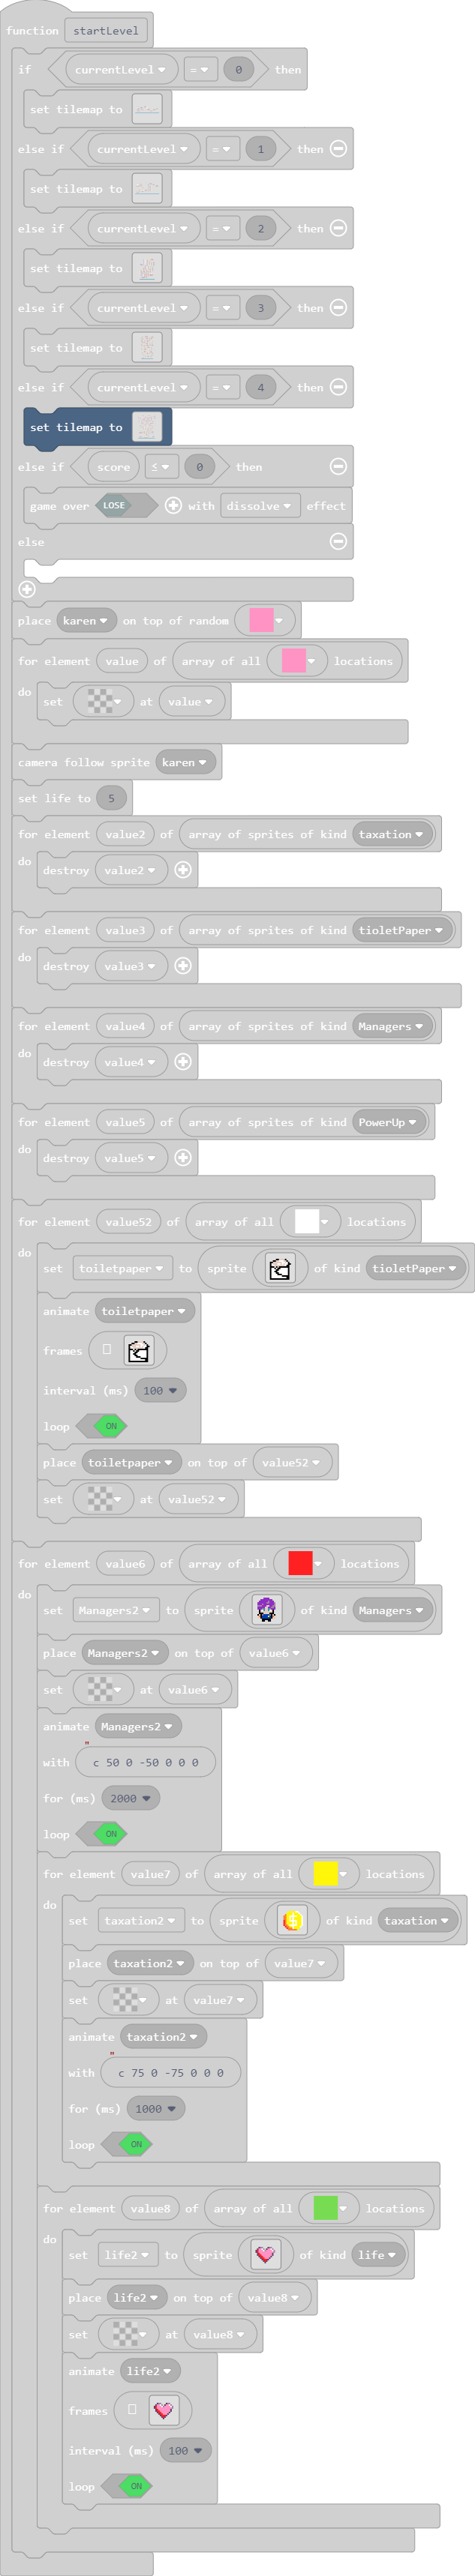 function startLevel
if currentLevel = 0 then
set tilemap to
else if currentLevel = 1 then
set tilemap to
else if currentLevel = 2 then
set tilemap to
else if currentLevel = 3 then
set tilemap to
else if currentLevel = 4 then
set tilemap to
else if score ≤ 0 then
game over LOSE with dissolve effect
else
place karen on top of random
for element value of array of all locations
do
set at value
camera follow sprite karen
set life to 5
for element value2 of array of sprites of kind taxation
do
destroy value2
for element value3 of array of sprites of kind tioletPaper
do
destroy value3
for element value4 of array of sprites of kind Managers
do
destroy value4
for element value5 of array of sprites of kind PowerUp
do
destroy value5
for element value52 of array of all locations
do
set toiletpaper to sprite of kind tioletPaper
animate toiletpaper
frames
interval (ms) 100
loop ON
place toiletpaper on top of value52
set at value52
for element value6 of array of all locations
do
set Managers2 to sprite of kind Managers
place Managers2 on top of value6
set at value6
animate Managers2
with " c 50 0 -50 0 0 0
for (ms) 2000
loop ON
for element value7 of array of all locations
do
set taxation2 to sprite of kind taxation
place taxation2 on top of value7
set at value7
animate taxation2
with " c 75 0 -75 0 0 0
for (ms) 1000
loop ON
for element value8 of array of all locations
do
set life2 to sprite of kind life
place life2 on top of value8
set at value8
animate life2
frames
interval (ms) 100
loop ON